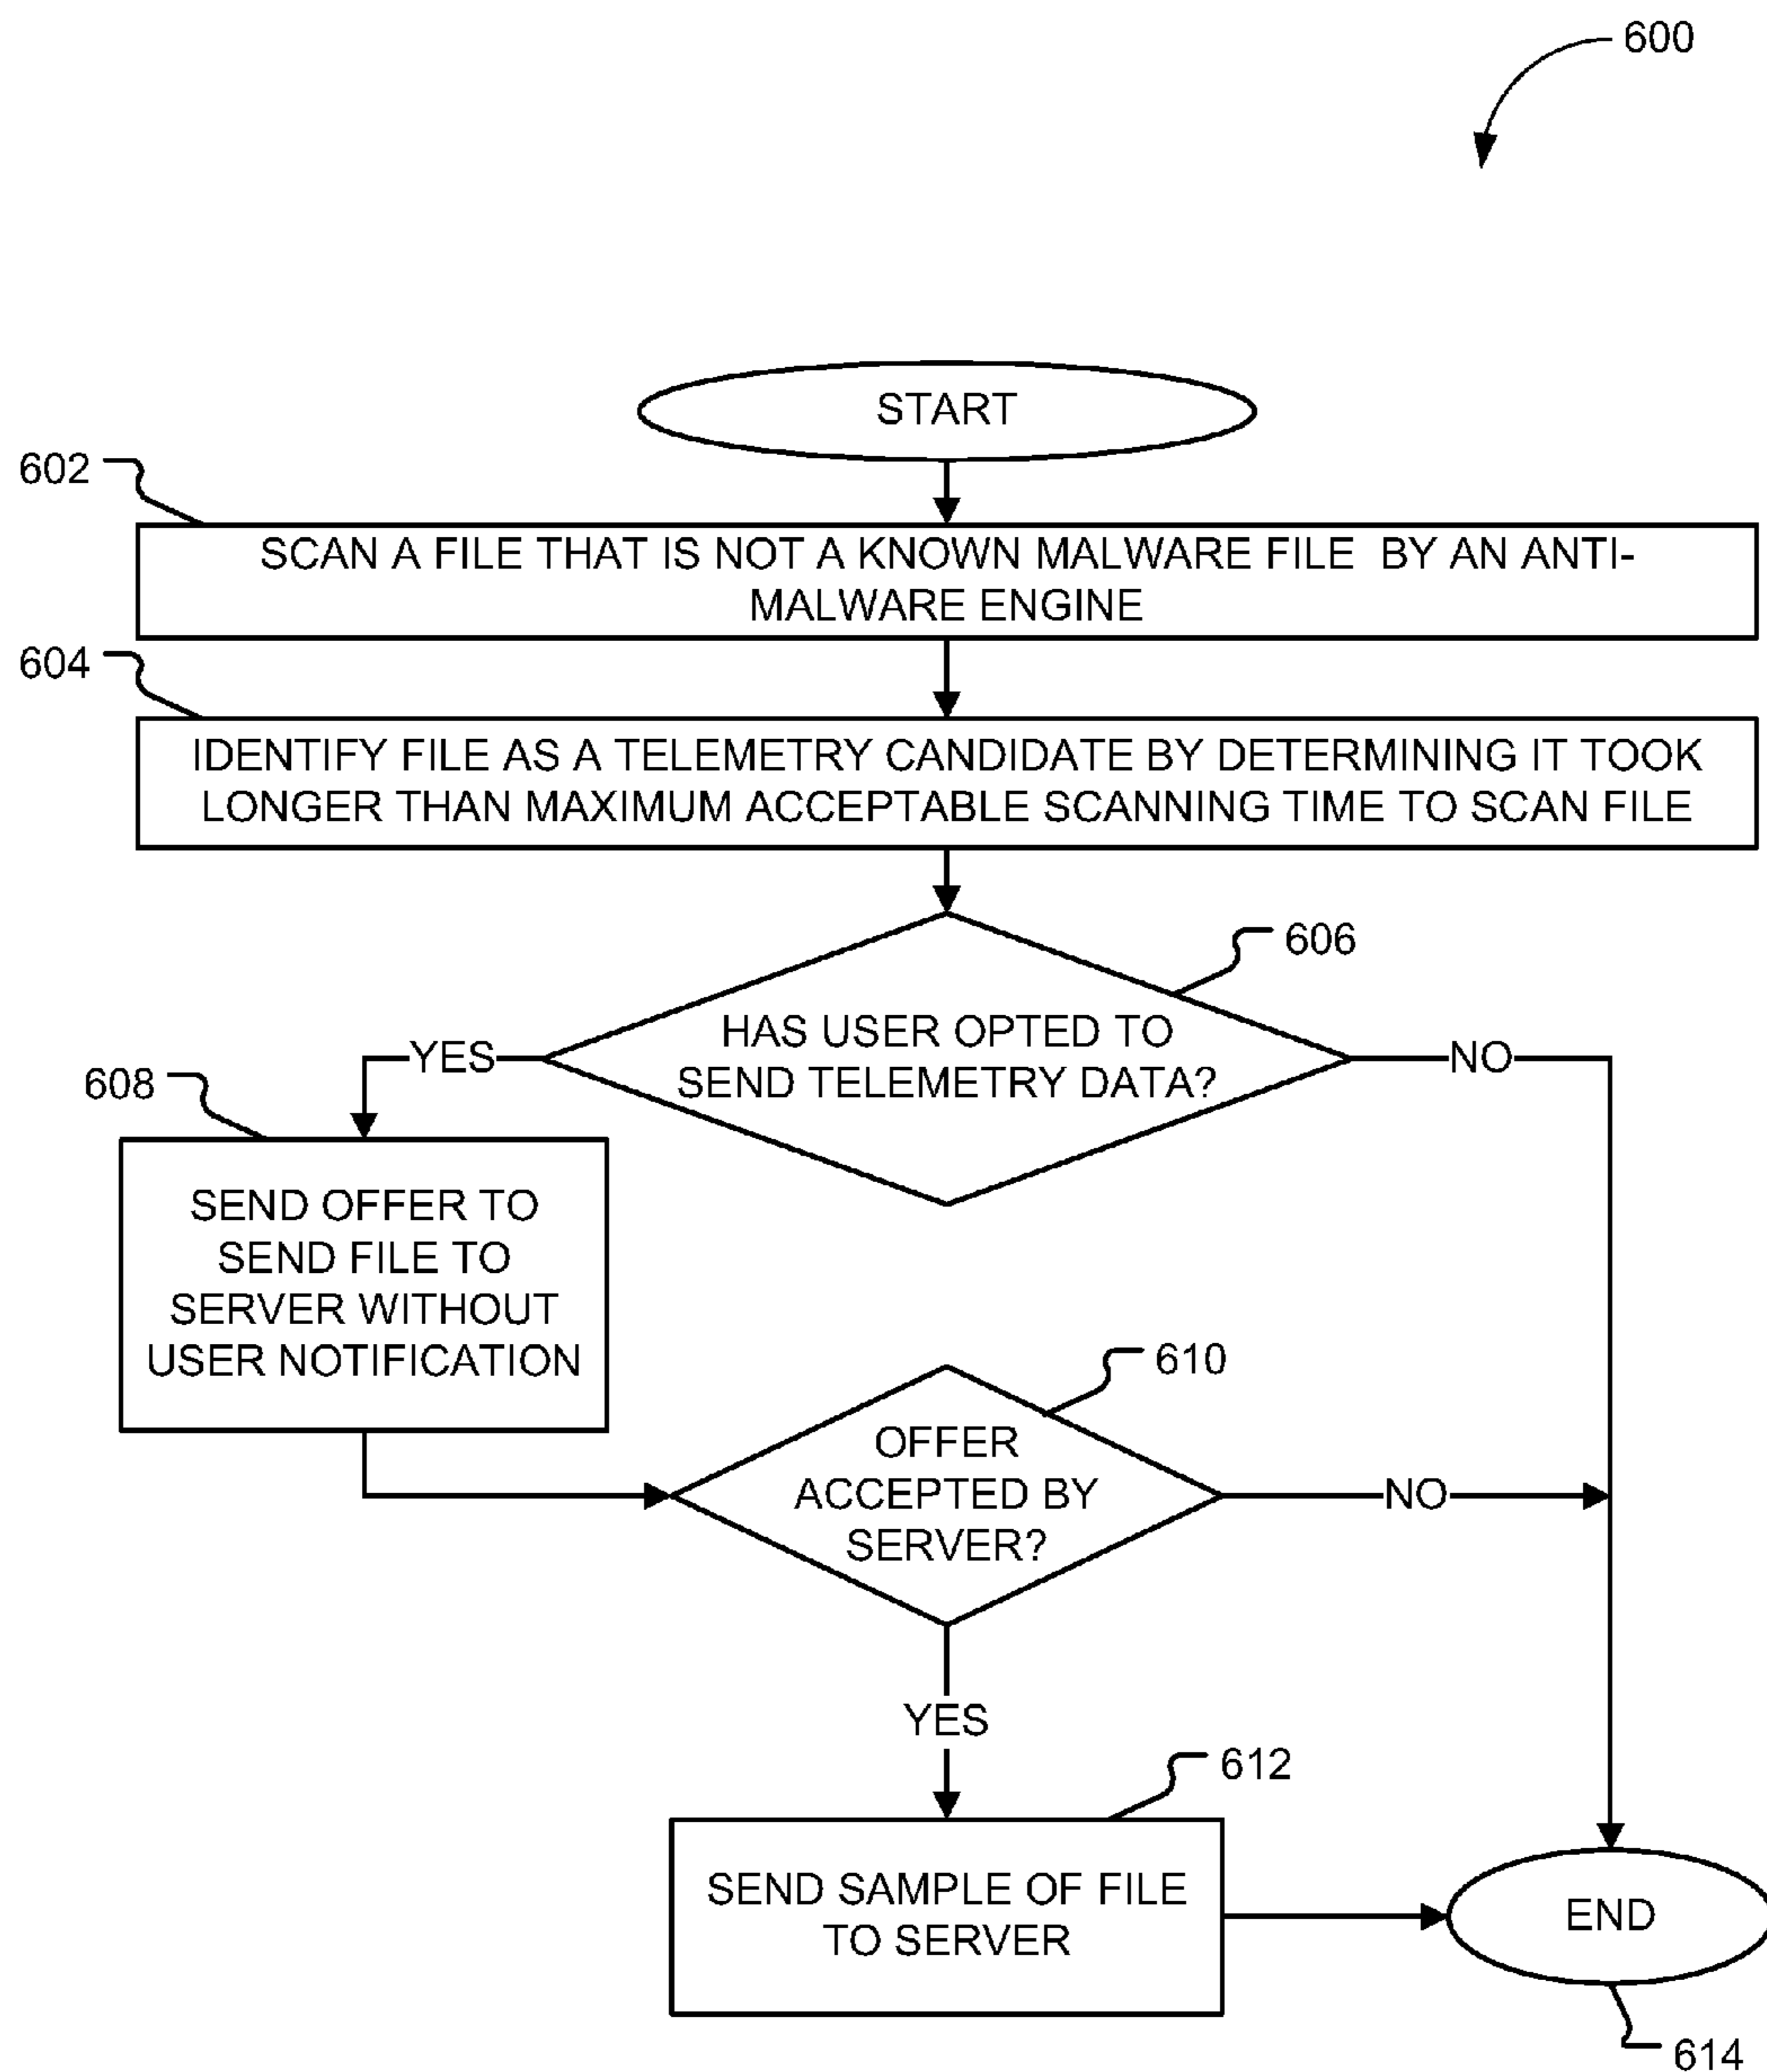 600
START
602
SCAN A FILE THAT IS NOT A KNOWN MALWARE FILE BY AN ANTI-
MALWARE ENGINE
604
IDENTIFY FILE AS A TELEMETRY CANDIDATE BY DETERMINING IT TOOK
LONGER THAN MAXIMUM ACCEPTABLE SCANNING TIME TO SCAN FILE
606
HAS USER OPTED TO
SEND TELEMETRY DATA?
YES
NO
608
SEND OFFER TO
SEND FILE TO
SERVER WITHOUT
USER NOTIFICATION
610
OFFER
ACCEPTED BY
SERVER?
NO
YES
612
SEND SAMPLE OF FILE
TO SERVER
END
614